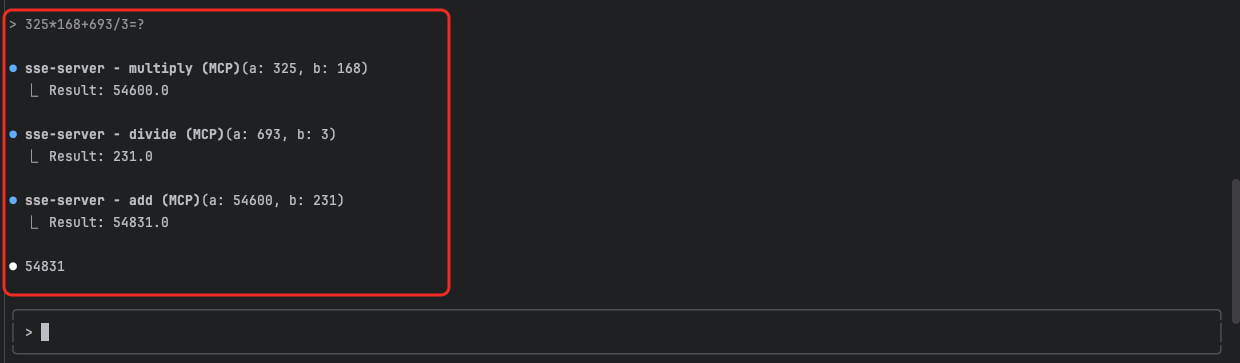 > 325*168+693/3=?
● sse-server - multiply (MCP)(a: 325, b: 168)
⎿ Result: 54600.0
● sse-server - divide (MCP)(a: 693, b: 3)
⎿ Result: 231.0
● sse-server - add (MCP)(a: 54600, b: 231)
⎿ Result: 54831.0
● 54831
>